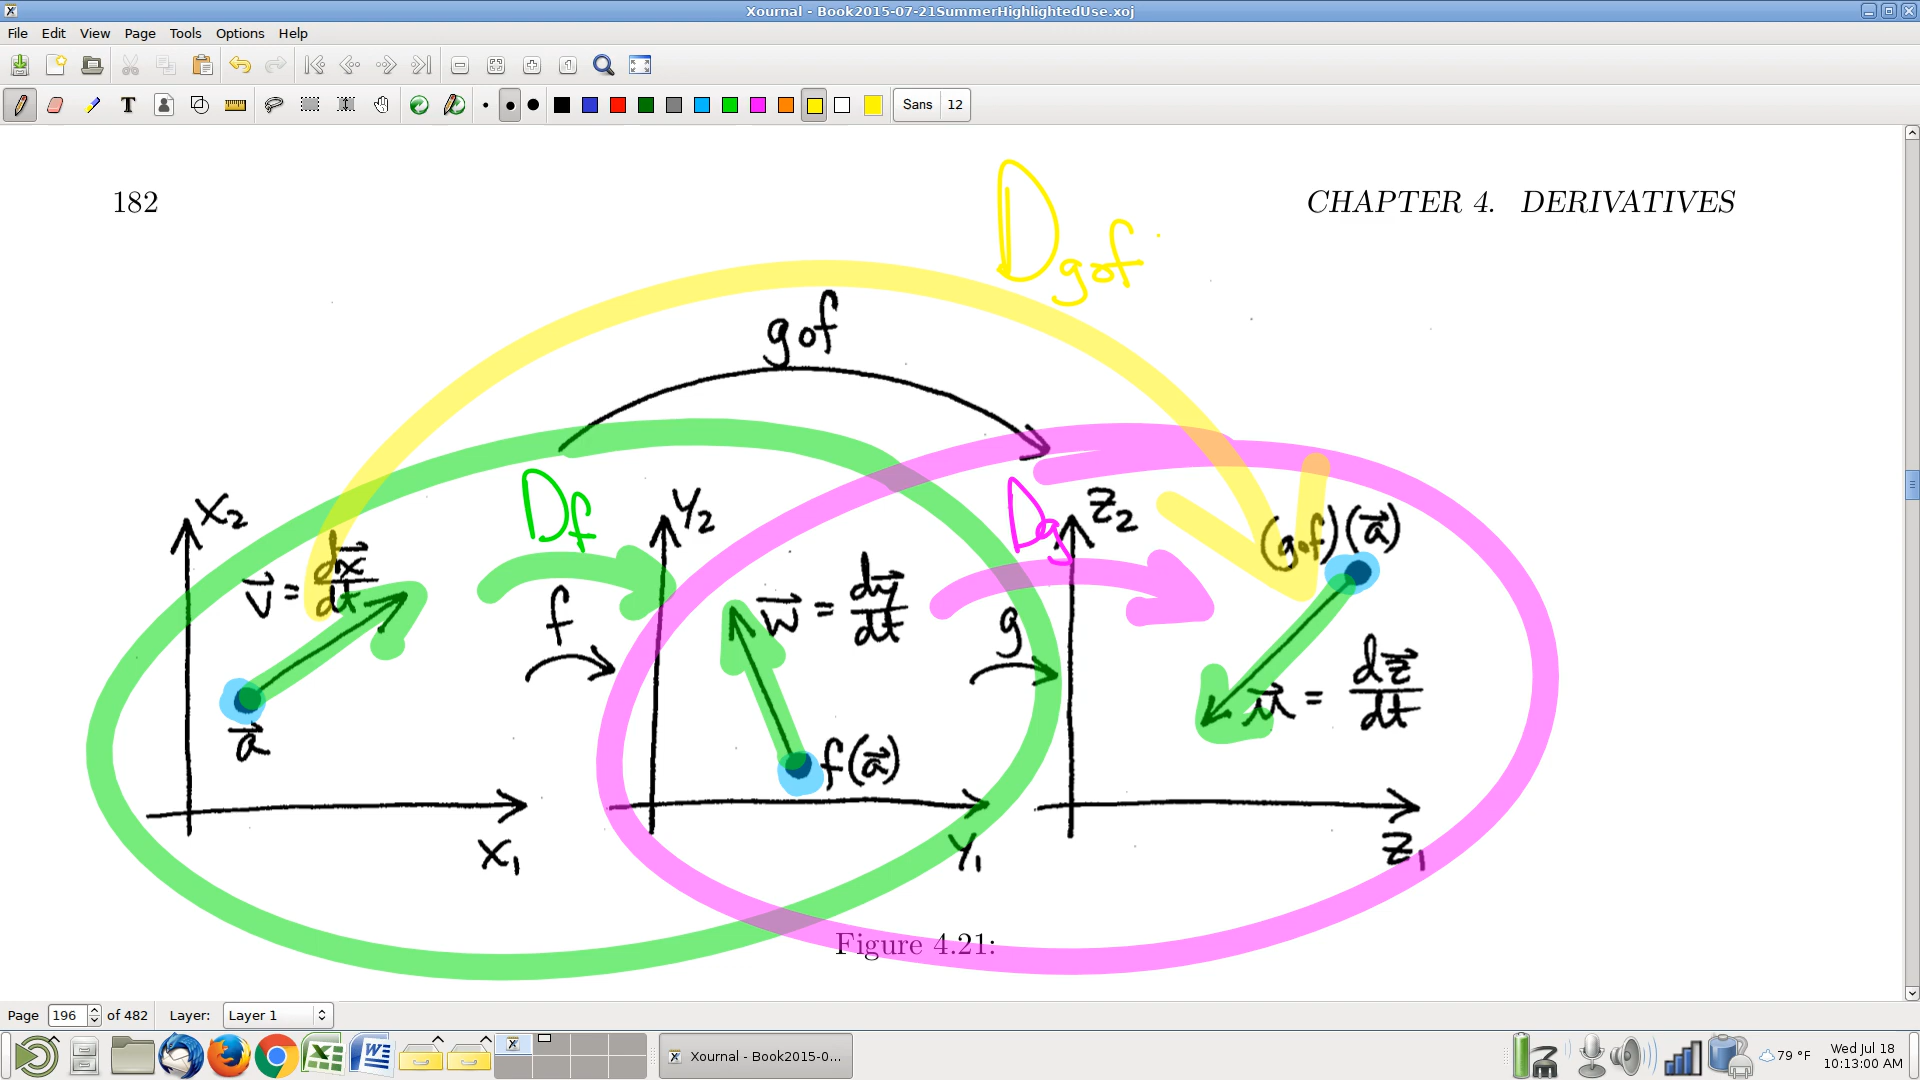 Xournal - Book2015-07-21SummerHighlightedUse.xoj
File Edit View Page Tools Options Help
Sans 12
182 CHAPTER 4. DERIVATIVES
D_{g∘f}
g∘f
Df
Dg
x₂
y₂
z₂
(g∘f)(a⃗)
v⃗ = dx⃗/dt
f
w⃗ = dy⃗/dt
g
u⃗ = dz⃗/dt
a⃗
f(a⃗)
x₁
y₁
z₁
Figure 4.21:
Page 196 of 482 Layer: Layer 1
Xournal - Book2015-0...
79 °F
Wed Jul 18
10:13:00 AM